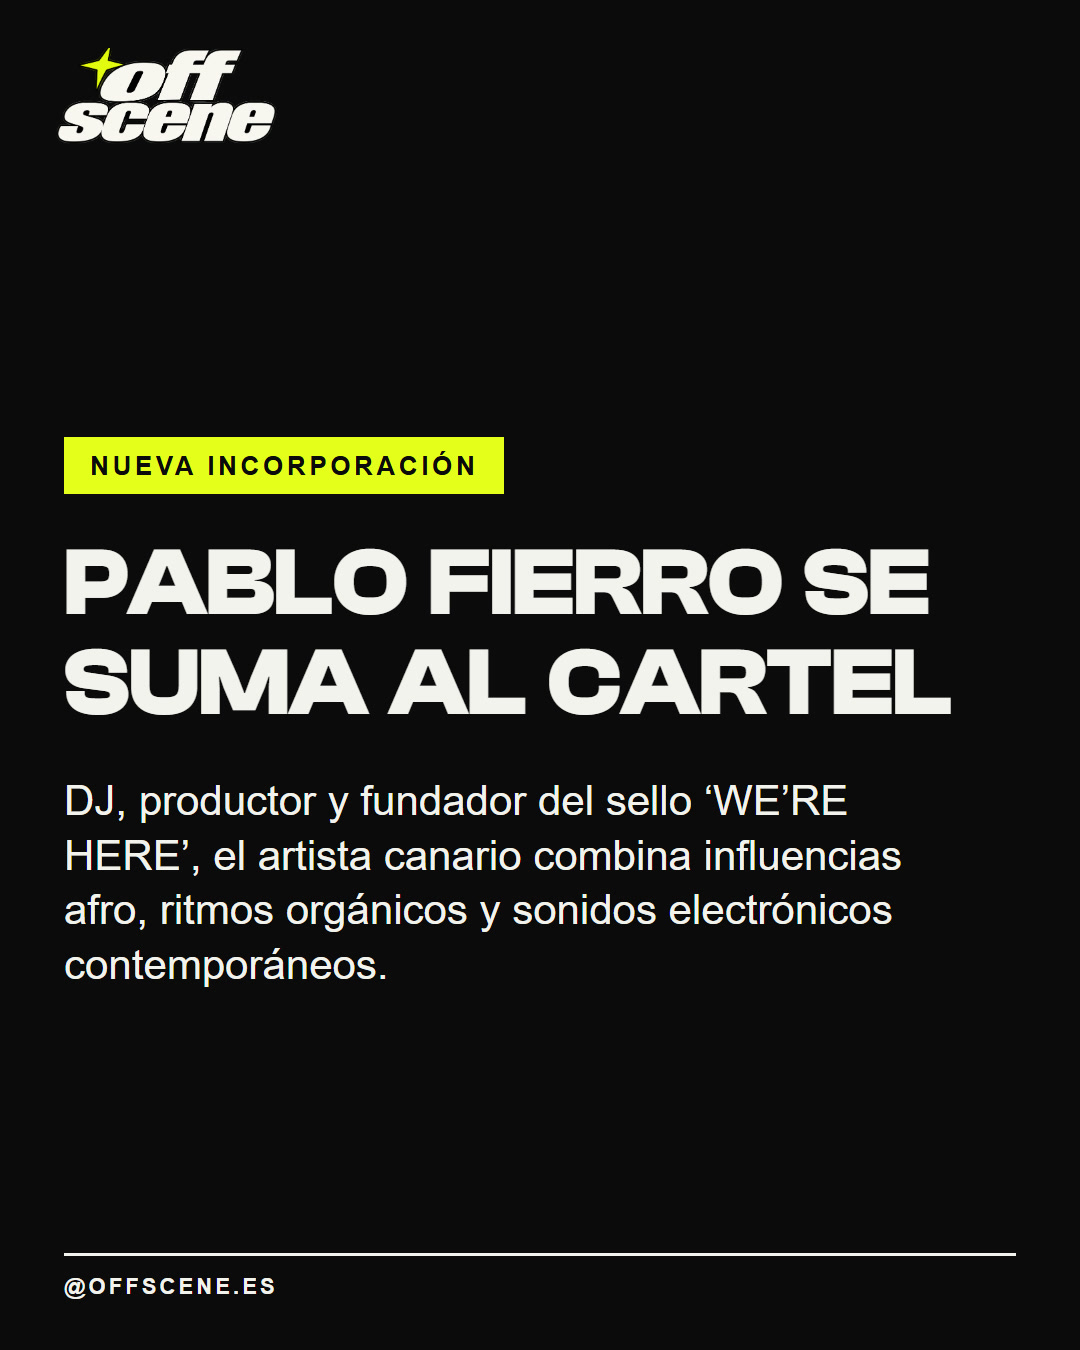 off
scene
NUEVA INCORPORACIÓN
PABLO FIERRO SE
SUMA AL CARTEL
DJ, productor y fundador del sello ‘WE’RE
HERE’, el artista canario combina influencias
afro, ritmos orgánicos y sonidos electrónicos
contemporáneos.
@OFFSCENE.ES